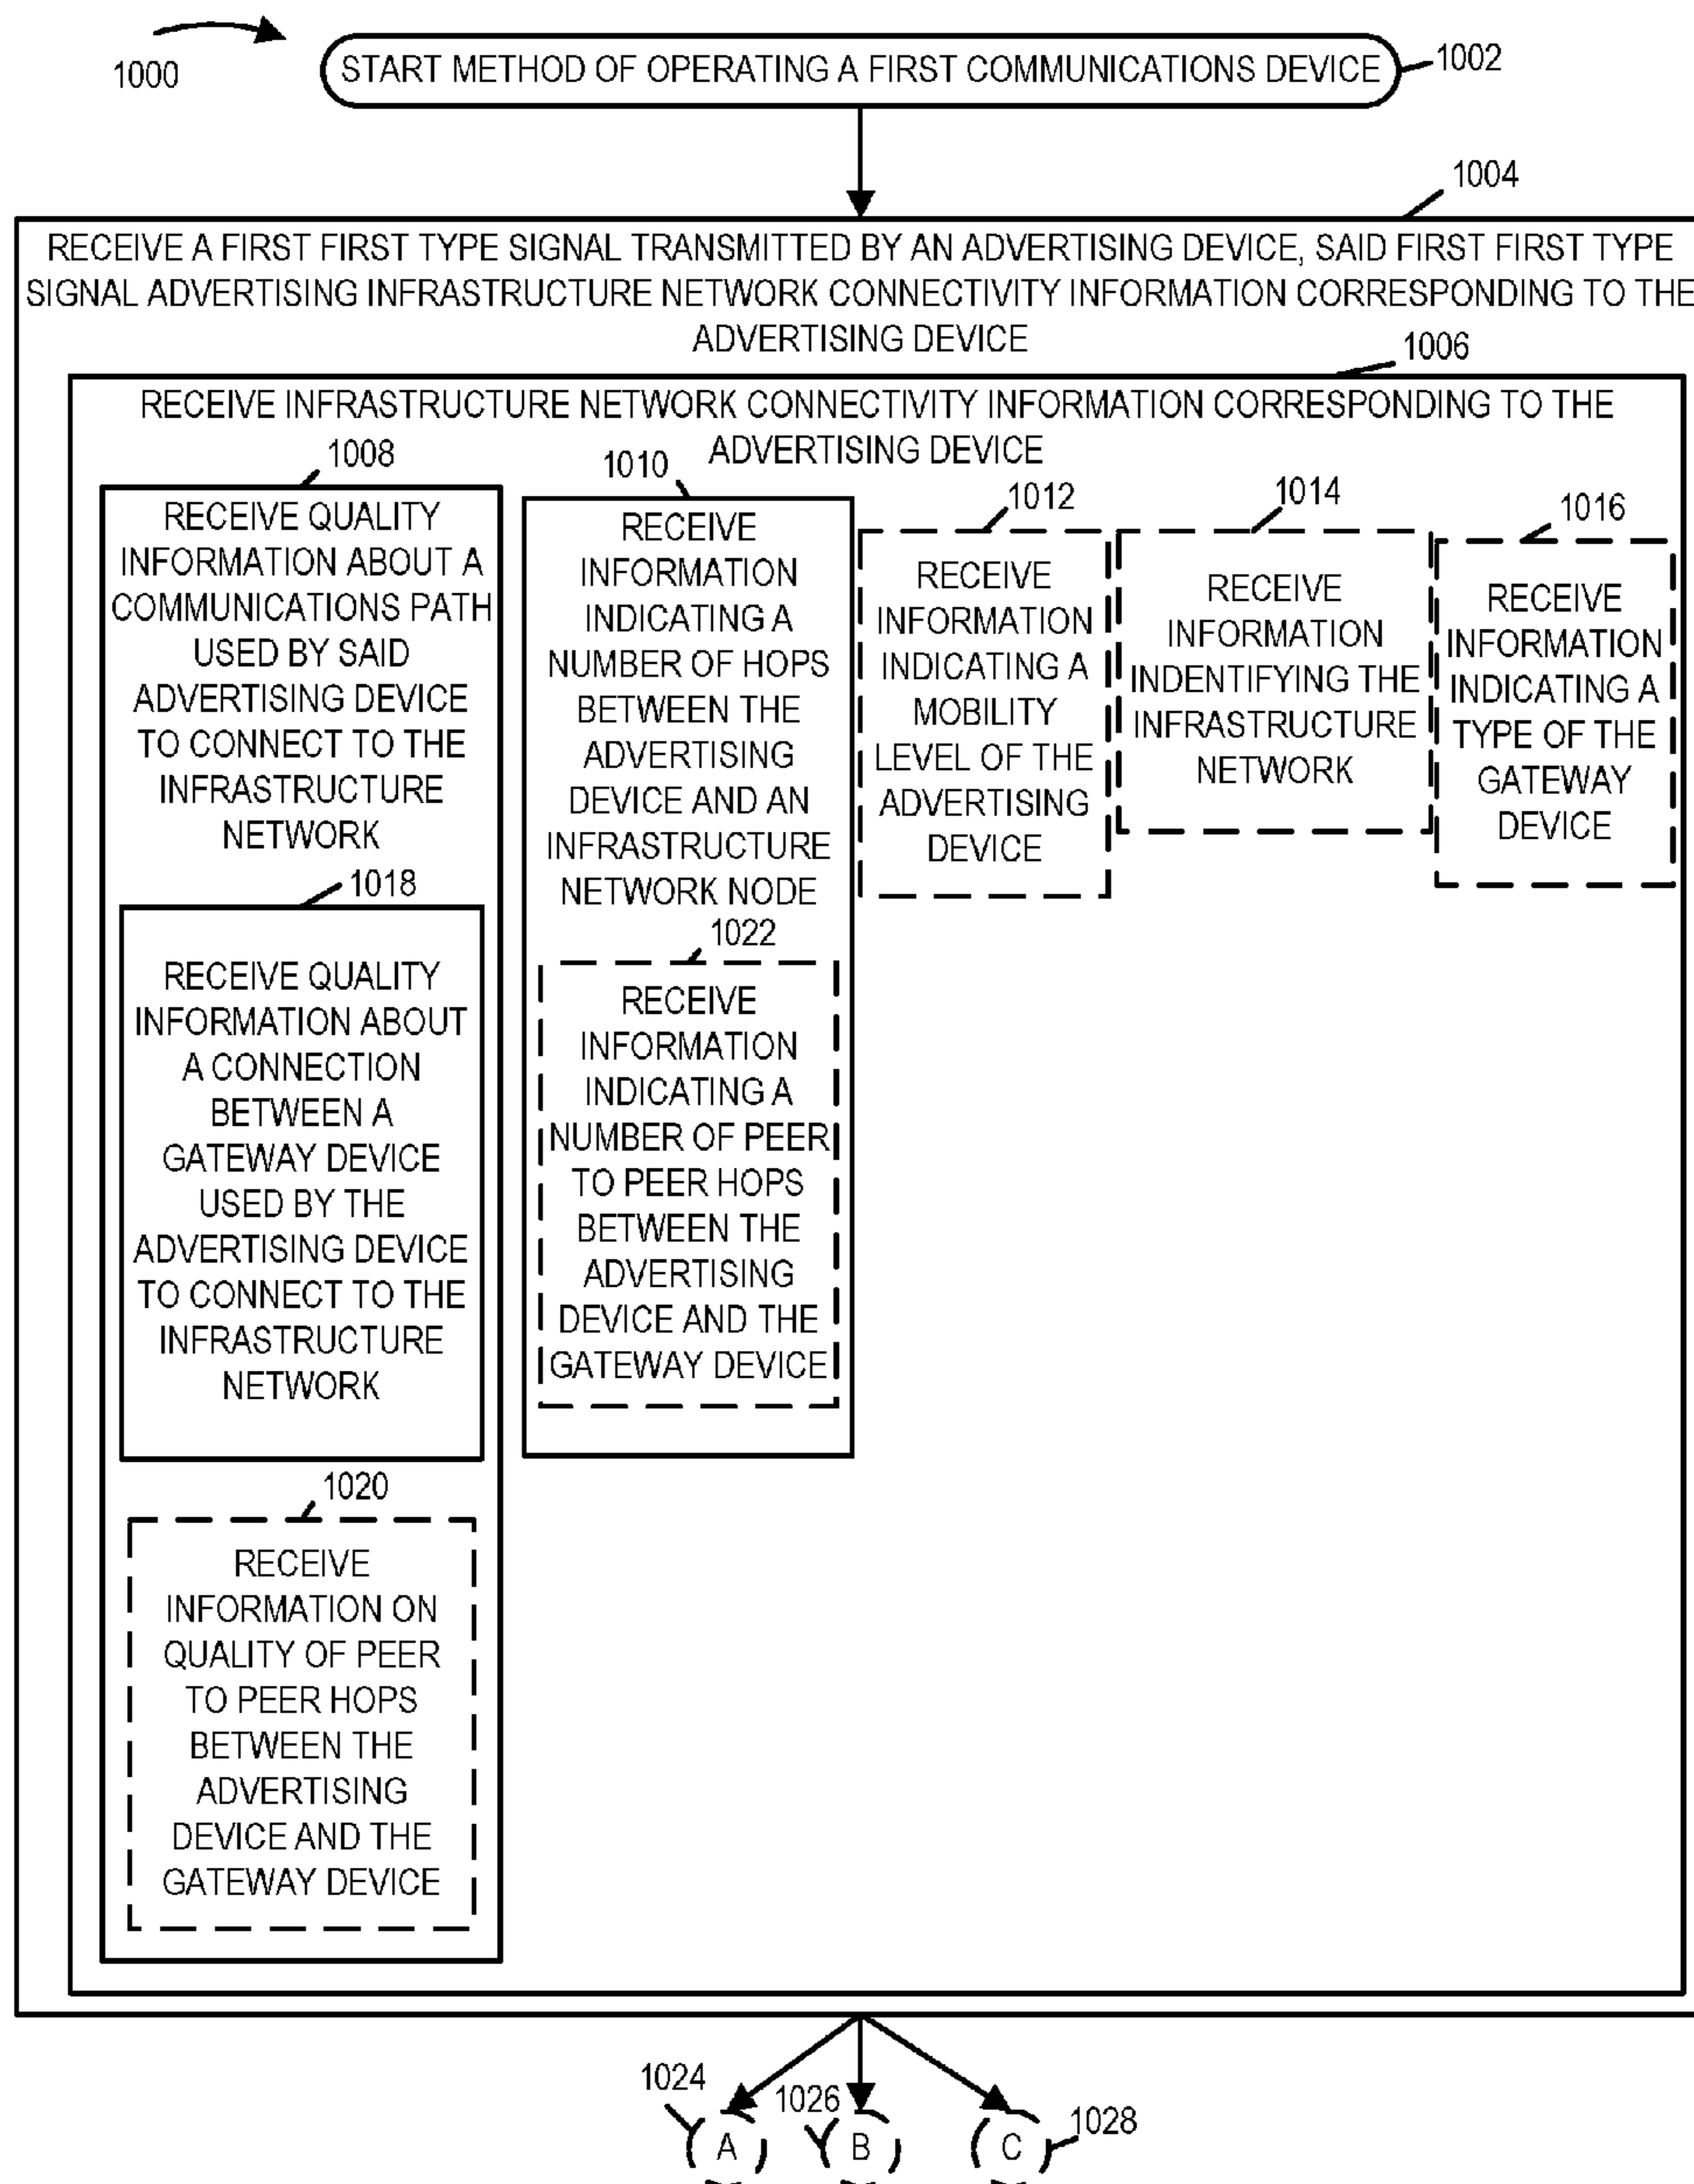 1000
START METHOD OF OPERATING A FIRST COMMUNICATIONS DEVICE
1002
1004
RECEIVE A FIRST FIRST TYPE SIGNAL TRANSMITTED BY AN ADVERTISING DEVICE, SAID FIRST FIRST TYPE
SIGNAL ADVERTISING INFRASTRUCTURE NETWORK CONNECTIVITY INFORMATION CORRESPONDING TO THE
ADVERTISING DEVICE
1006
RECEIVE INFRASTRUCTURE NETWORK CONNECTIVITY INFORMATION CORRESPONDING TO THE
ADVERTISING DEVICE
1008
RECEIVE QUALITY
INFORMATION ABOUT A
COMMUNICATIONS PATH
USED BY SAID
ADVERTISING DEVICE
TO CONNECT TO THE
INFRASTRUCTURE
NETWORK
1018
RECEIVE QUALITY
INFORMATION ABOUT
A CONNECTION
BETWEEN A
GATEWAY DEVICE
USED BY THE
ADVERTISING DEVICE
TO CONNECT TO THE
INFRASTRUCTURE
NETWORK
1020
RECEIVE
INFORMATION ON
QUALITY OF PEER
TO PEER HOPS
BETWEEN THE
ADVERTISING
DEVICE AND THE
GATEWAY DEVICE
1010
RECEIVE
INFORMATION
INDICATING A
NUMBER OF HOPS
BETWEEN THE
ADVERTISING
DEVICE AND AN
INFRASTRUCTURE
NETWORK NODE
1022
RECEIVE
INFORMATION
INDICATING A
NUMBER OF PEER
TO PEER HOPS
BETWEEN THE
ADVERTISING
DEVICE AND THE
GATEWAY DEVICE
1012
RECEIVE
INFORMATION
INDICATING A
MOBILITY
LEVEL OF THE
ADVERTISING
DEVICE
1014
RECEIVE
INFORMATION
INDENTIFYING THE
INFRASTRUCTURE
NETWORK
1016
RECEIVE
INFORMATION
INDICATING A
TYPE OF THE
GATEWAY
DEVICE
1024
A
1026
B
1028
C